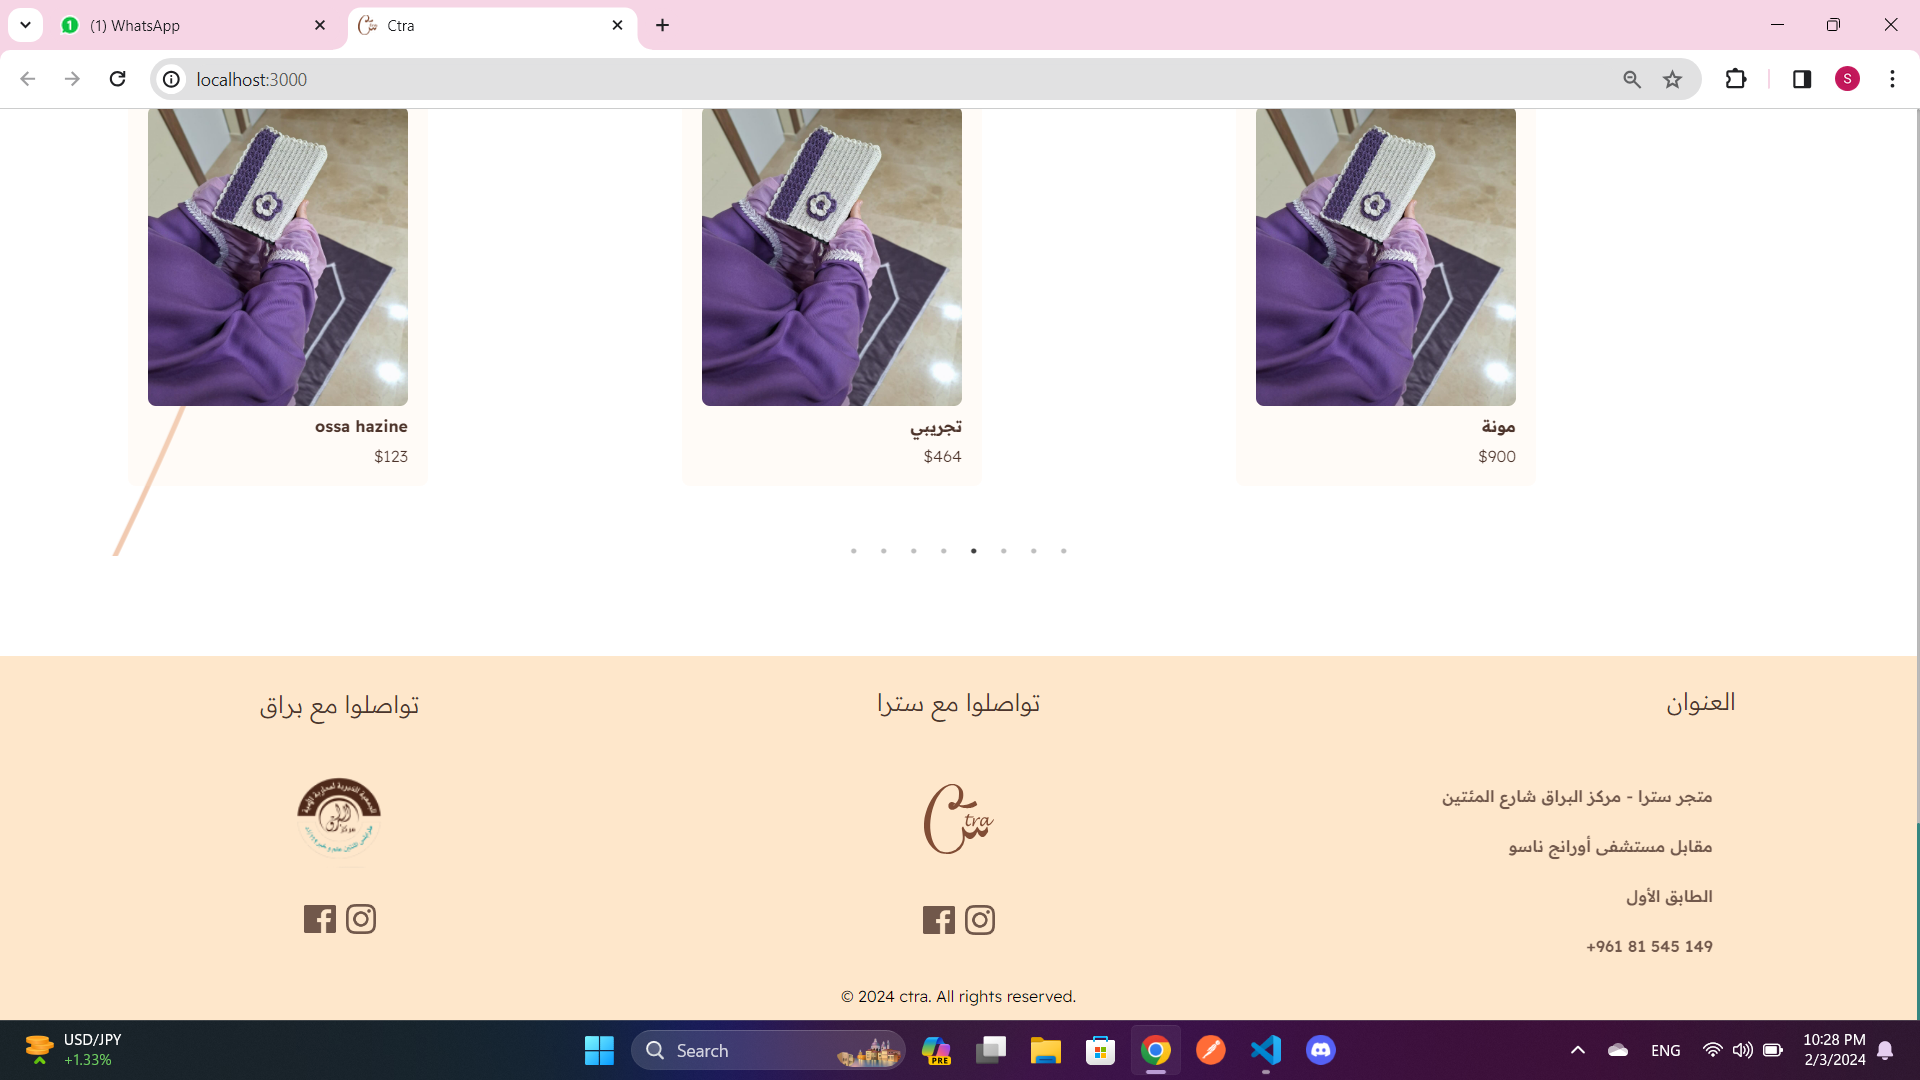 (1) WhatsApp
Ctra
localhost:3000
S
ossa hazine
$123
تجريبي
$464
مونة
$900
تواصلوا مع براق
تواصلوا مع سترا
Ctra
العنوان
متجر سترا - مركز البراق شارع المئتين
مقابل مستشفى أورانج ناسو
الطابق الأول
+961 81 545 149
© 2024 ctra. All rights reserved.
USD/JPY
+1.33%
Search
PRE
ENG
10:28 PM
2/3/2024